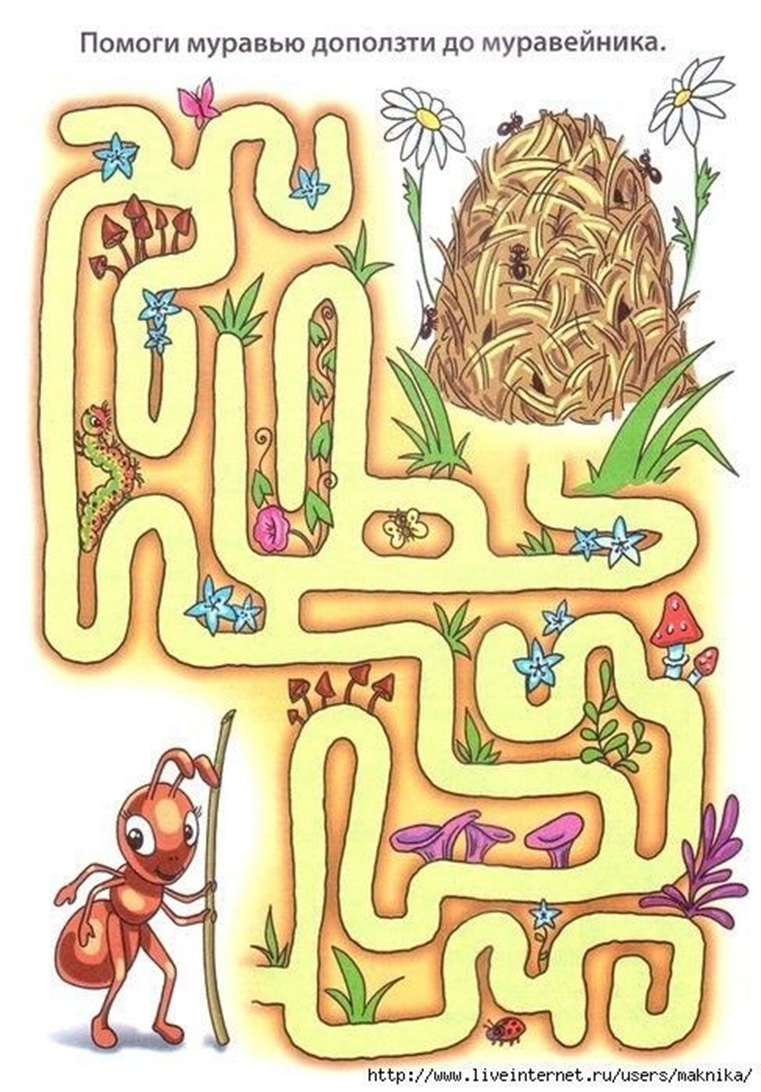 Помоги муравью доползти до муравейника.
http://www.liveinternet.ru/users/maknika/